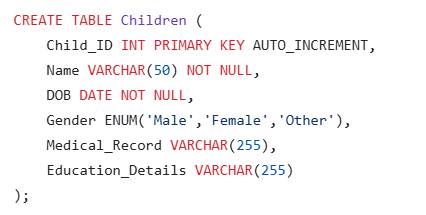 CREATE TABLE Children (
    Child_ID INT PRIMARY KEY AUTO_INCREMENT,
    Name VARCHAR(50) NOT NULL,
    DOB DATE NOT NULL,
    Gender ENUM('Male','Female','Other'),
    Medical_Record VARCHAR(255),
    Education_Details VARCHAR(255)
);